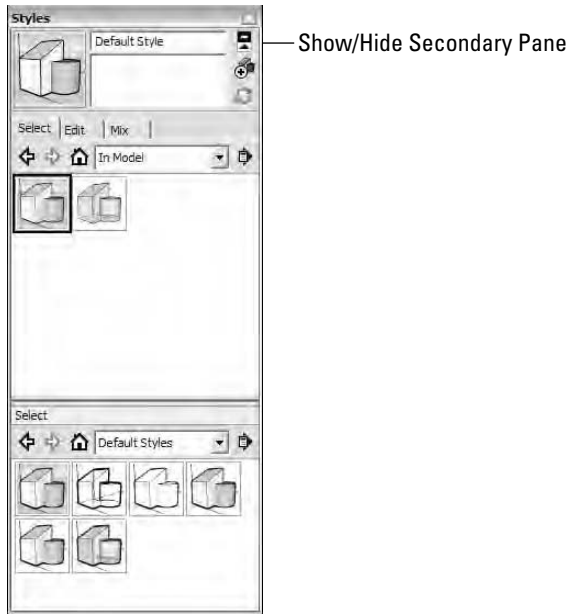 Styles
Default Style
Show/Hide Secondary Pane
Select Edit Mix
In Model
Select
Default Styles